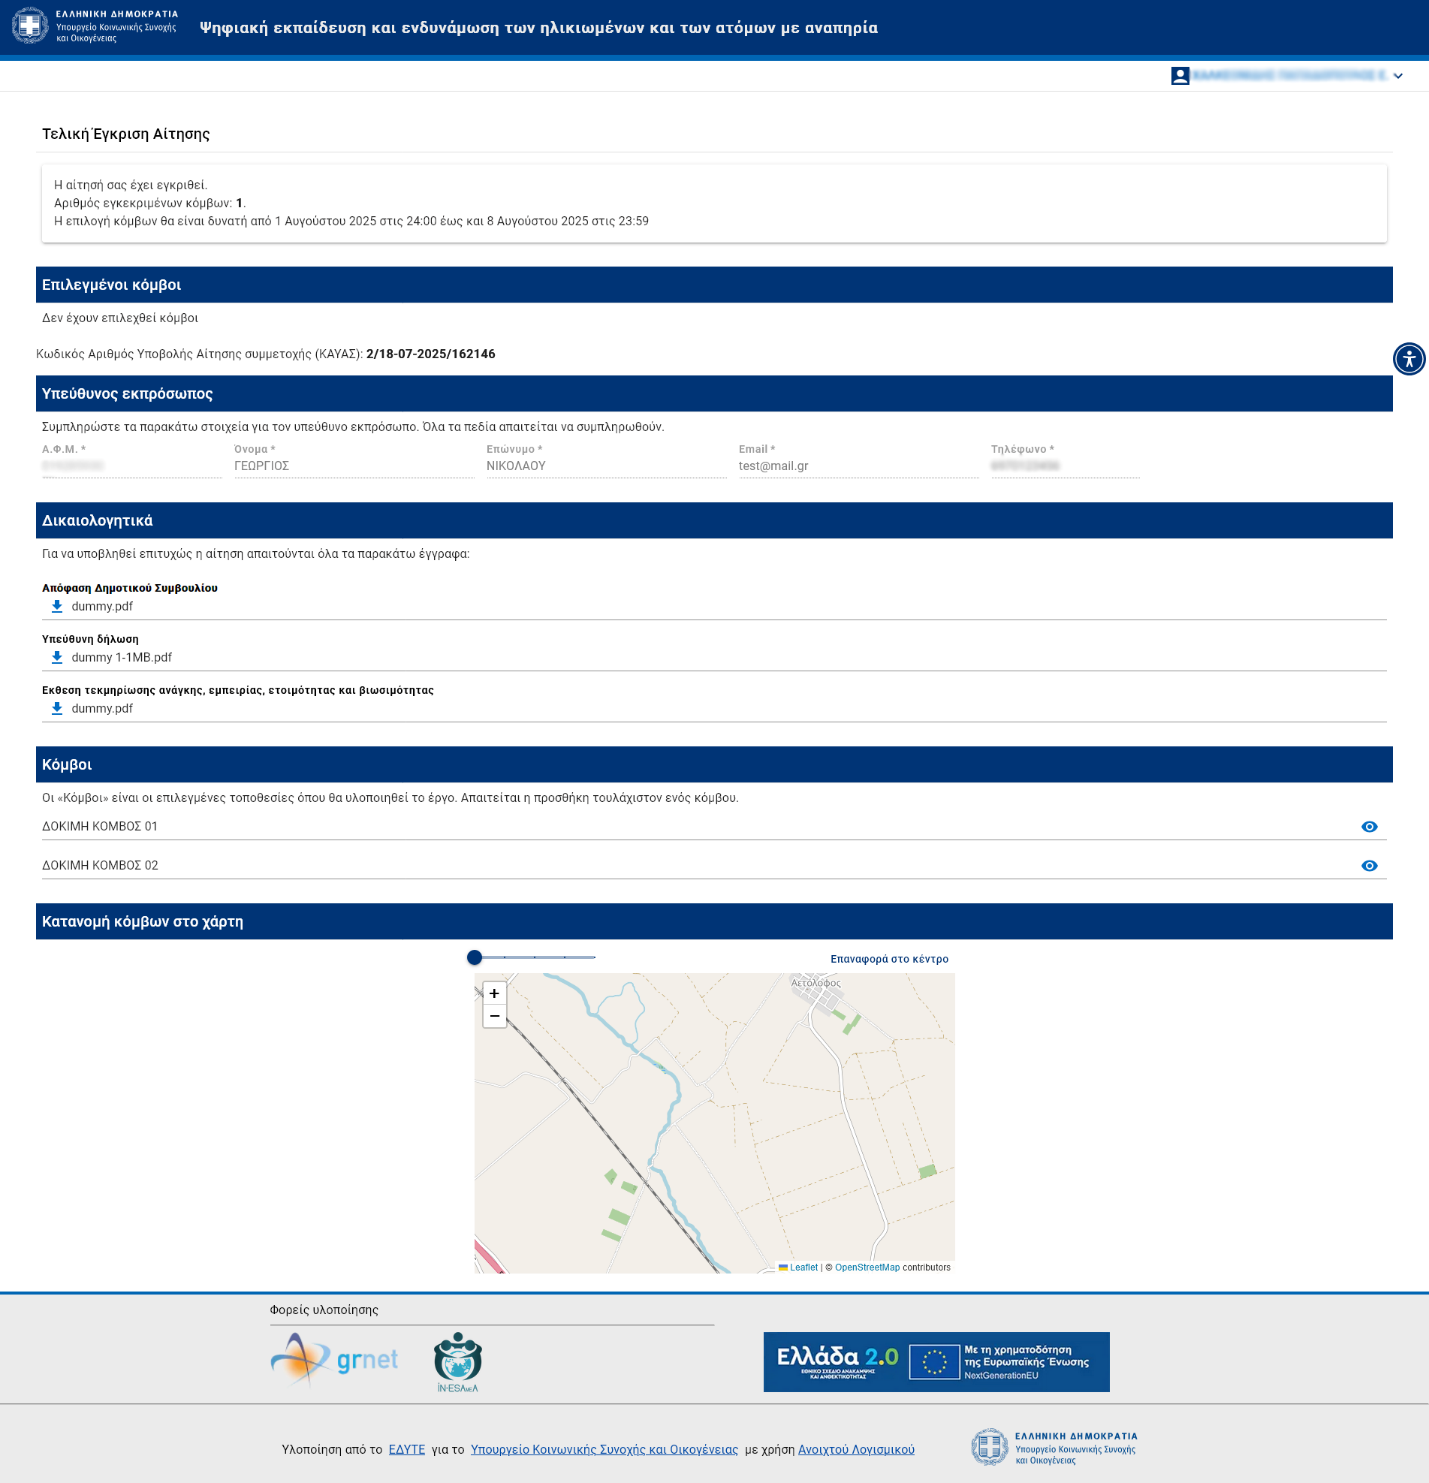 ΕΛΛΗΝΙΚΗ ΔΗΜΟΚΡΑΤΙΑ
Υπουργείο Κοινωνικής Συνοχής
και Οικογένειας
Ψηφιακή εκπαίδευση και ενδυνάμωση των ηλικιωμένων και των ατόμων με αναπηρία
Τελική Έγκριση Αίτησης
Η αίτησή σας έχει εγκριθεί.
Αριθμός εγκεκριμένων κόμβων: 1.
Η επιλογή κόμβων θα είναι δυνατή από 1 Αυγούστου 2025 στις 24:00 έως και 8 Αυγούστου 2025 στις 23:59
Επιλεγμένοι κόμβοι
Δεν έχουν επιλεχθεί κόμβοι
Κωδικός Αριθμός Υποβολής Αίτησης συμμετοχής (ΚΑΥΑΣ): 2/18-07-2025/162146
Υπεύθυνος εκπρόσωπος
Συμπληρώστε τα παρακάτω στοιχεία για τον υπεύθυνο εκπρόσωπο. Όλα τα πεδία απαιτείται να συμπληρωθούν.
Α.Φ.Μ. * Όνομα * Επώνυμο * Email * Τηλέφωνο *
ΓΕΩΡΓΙΟΣ ΝΙΚΟΛΑΟΥ test@mail.gr
Δικαιολογητικά
Για να υποβληθεί επιτυχώς η αίτηση απαιτούνται όλα τα παρακάτω έγγραφα:
Απόφαση Δημοτικού Συμβουλίου
dummy.pdf
Υπεύθυνη δήλωση
dummy 1-1MB.pdf
Εκθεση τεκμηρίωσης ανάγκης, εμπειρίας, ετοιμότητας και βιωσιμότητας
dummy.pdf
Κόμβοι
Οι «Κόμβοι» είναι οι επιλεγμένες τοποθεσίες όπου θα υλοποιηθεί το έργο. Απαιτείται η προσθήκη τουλάχιστον ενός κόμβου.
ΔΟΚΙΜΗ ΚΟΜΒΟΣ 01
ΔΟΚΙΜΗ ΚΟΜΒΟΣ 02
Κατανομή κόμβων στο χάρτη
Επαναφορά στο κέντρο
Αετόλοφος
+
−
Leaflet | © OpenStreetMap contributors
Φορείς υλοποίησης
grnet
IN-ESAμεΑ
Ελλάδα 2.0
ΕΘΝΙΚΟ ΣΧΕΔΙΟ ΑΝΑΚΑΜΨΗΣ
ΚΑΙ ΑΝΘΕΚΤΙΚΟΤΗΤΑΣ
Με τη χρηματοδότηση
της Ευρωπαϊκής Ένωσης
NextGenerationEU
Υλοποίηση από το ΕΔΥΤΕ για το Υπουργείο Κοινωνικής Συνοχής και Οικογένειας με χρήση Ανοιχτού Λογισμικού
ΕΛΛΗΝΙΚΗ ΔΗΜΟΚΡΑΤΙΑ
Υπουργείο Κοινωνικής Συνοχής
και Οικογένειας